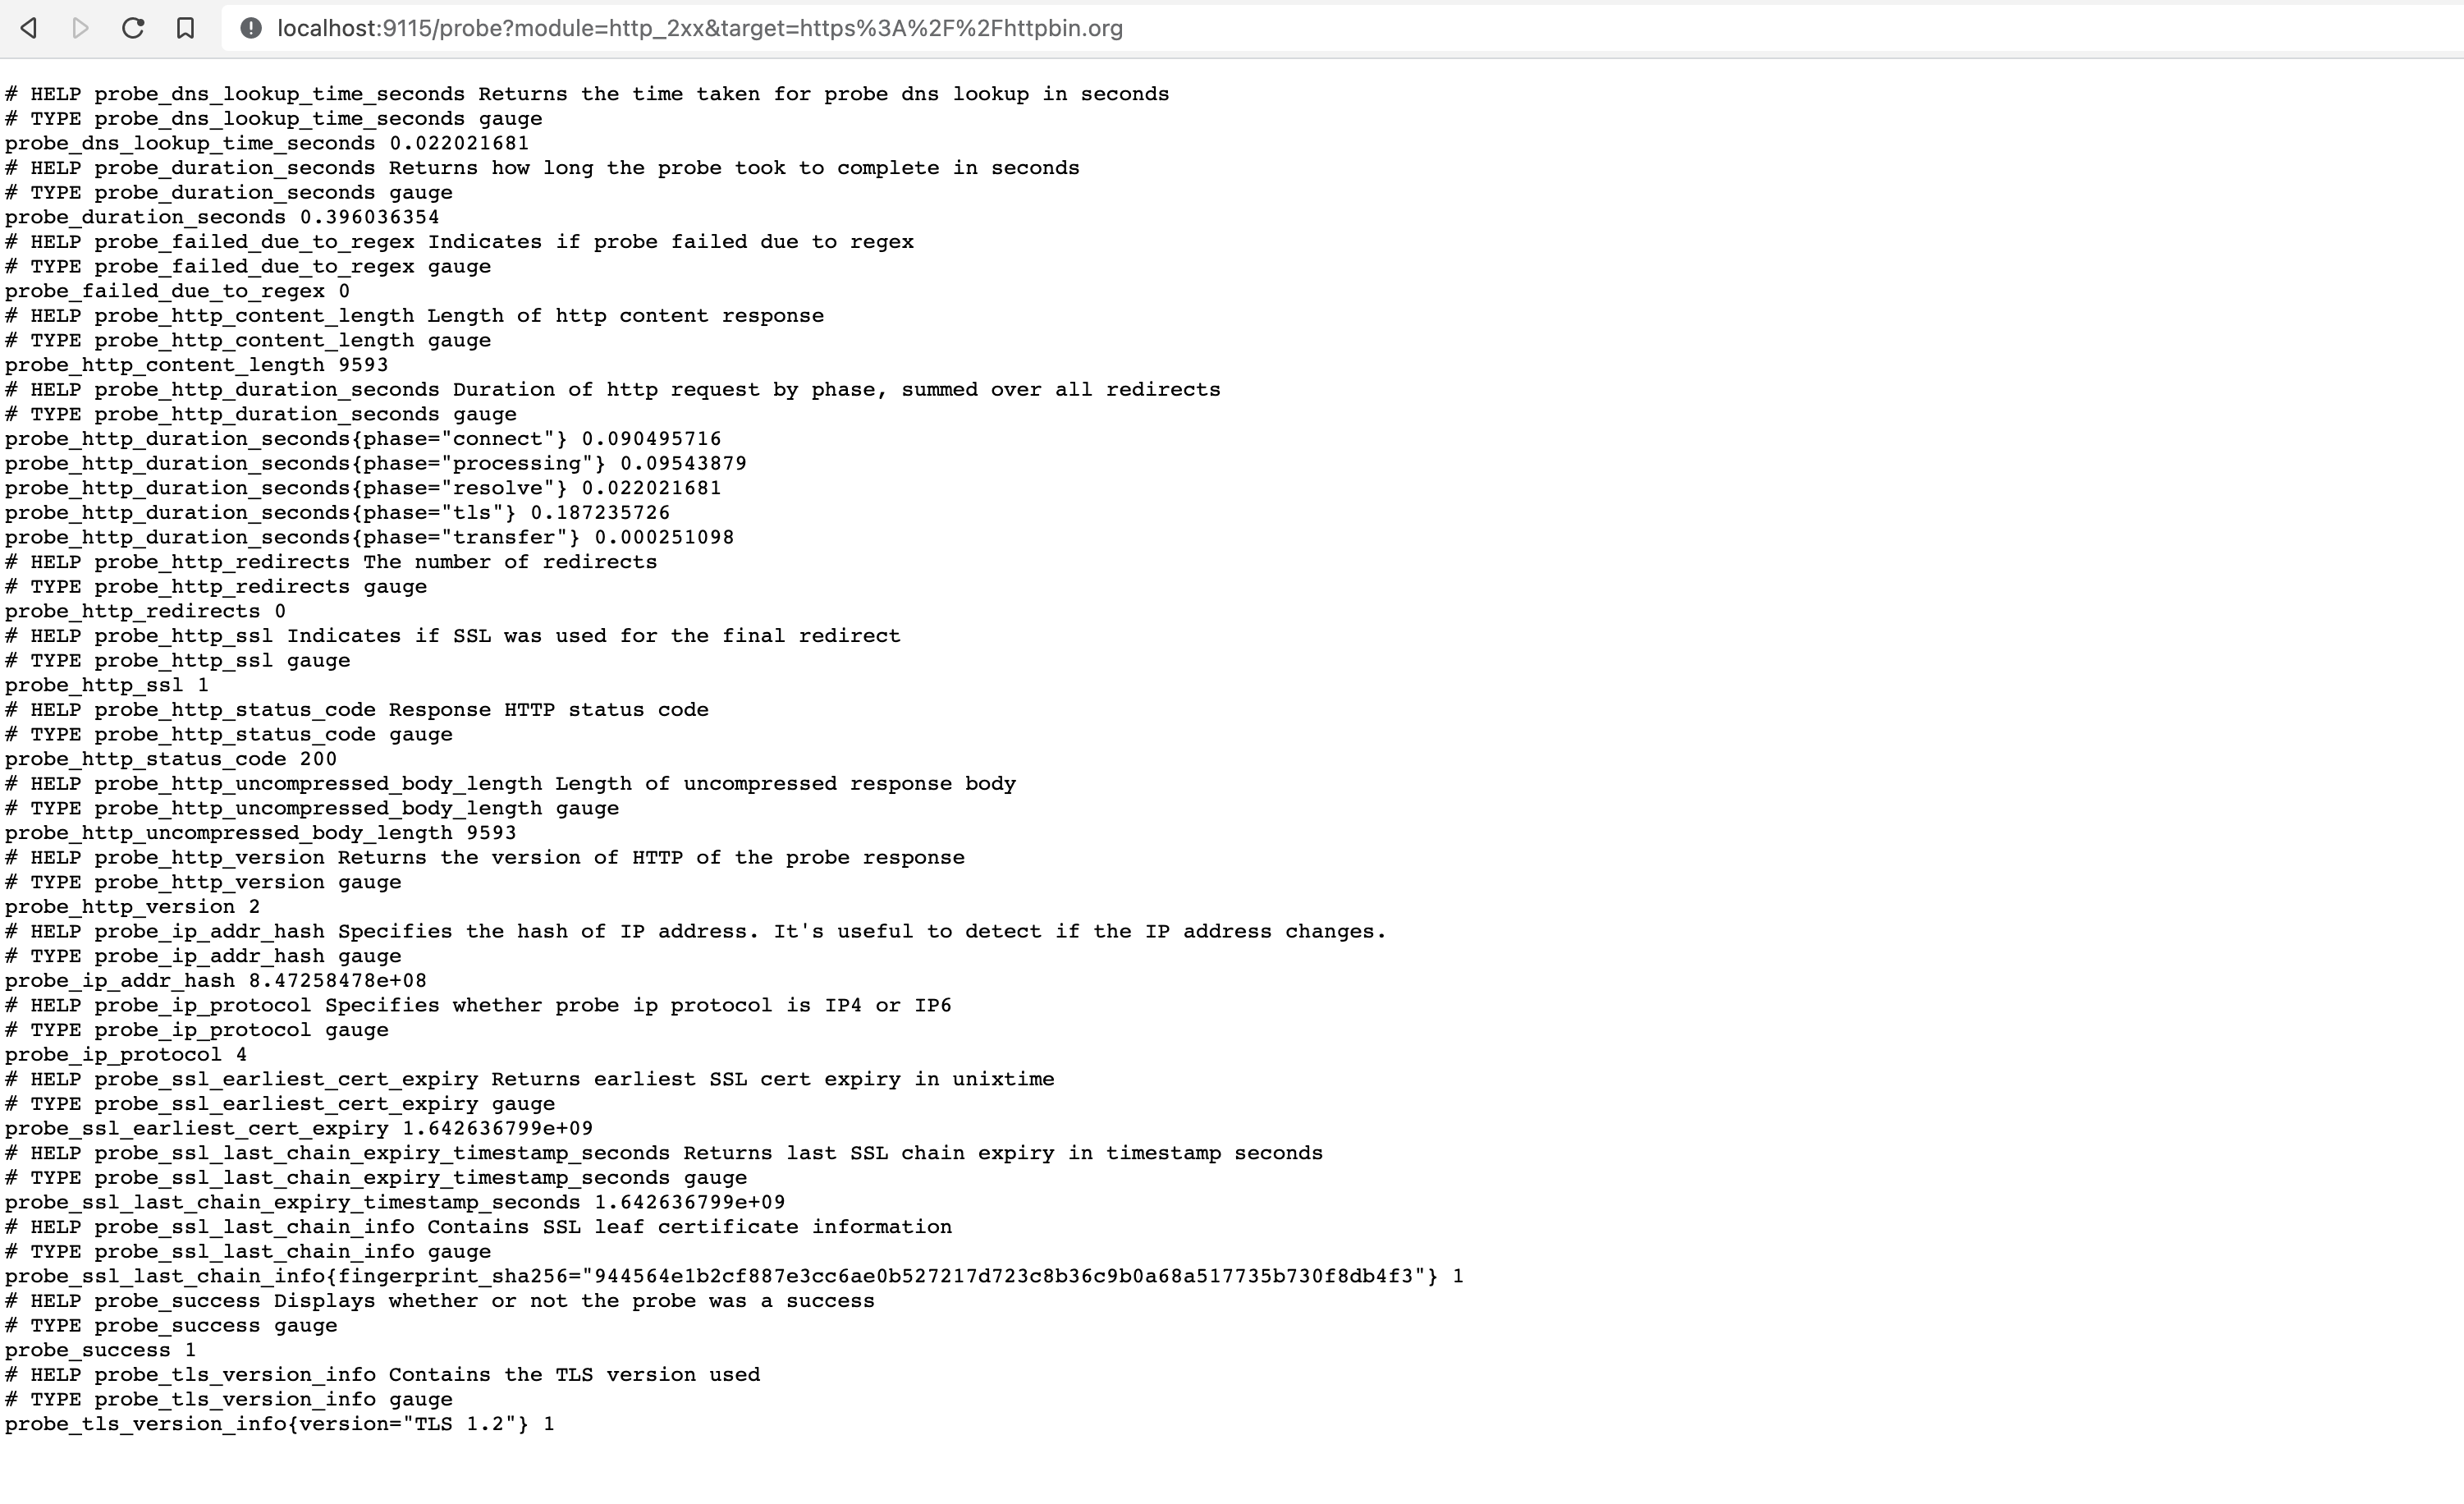 localhost:9115/probe?module=http_2xx&target=https%3A%2F%2Fhttpbin.org
# HELP probe_dns_lookup_time_seconds Returns the time taken for probe dns lookup in seconds
# TYPE probe_dns_lookup_time_seconds gauge
probe_dns_lookup_time_seconds 0.022021681
# HELP probe_duration_seconds Returns how long the probe took to complete in seconds
# TYPE probe_duration_seconds gauge
probe_duration_seconds 0.396036354
# HELP probe_failed_due_to_regex Indicates if probe failed due to regex
# TYPE probe_failed_due_to_regex gauge
probe_failed_due_to_regex 0
# HELP probe_http_content_length Length of http content response
# TYPE probe_http_content_length gauge
probe_http_content_length 9593
# HELP probe_http_duration_seconds Duration of http request by phase, summed over all redirects
# TYPE probe_http_duration_seconds gauge
probe_http_duration_seconds{phase="connect"} 0.090495716
probe_http_duration_seconds{phase="processing"} 0.09543879
probe_http_duration_seconds{phase="resolve"} 0.022021681
probe_http_duration_seconds{phase="tls"} 0.187235726
probe_http_duration_seconds{phase="transfer"} 0.000251098
# HELP probe_http_redirects The number of redirects
# TYPE probe_http_redirects gauge
probe_http_redirects 0
# HELP probe_http_ssl Indicates if SSL was used for the final redirect
# TYPE probe_http_ssl gauge
probe_http_ssl 1
# HELP probe_http_status_code Response HTTP status code
# TYPE probe_http_status_code gauge
probe_http_status_code 200
# HELP probe_http_uncompressed_body_length Length of uncompressed response body
# TYPE probe_http_uncompressed_body_length gauge
probe_http_uncompressed_body_length 9593
# HELP probe_http_version Returns the version of HTTP of the probe response
# TYPE probe_http_version gauge
probe_http_version 2
# HELP probe_ip_addr_hash Specifies the hash of IP address. It's useful to detect if the IP address changes.
# TYPE probe_ip_addr_hash gauge
probe_ip_addr_hash 8.47258478e+08
# HELP probe_ip_protocol Specifies whether probe ip protocol is IP4 or IP6
# TYPE probe_ip_protocol gauge
probe_ip_protocol 4
# HELP probe_ssl_earliest_cert_expiry Returns earliest SSL cert expiry in unixtime
# TYPE probe_ssl_earliest_cert_expiry gauge
probe_ssl_earliest_cert_expiry 1.642636799e+09
# HELP probe_ssl_last_chain_expiry_timestamp_seconds Returns last SSL chain expiry in timestamp seconds
# TYPE probe_ssl_last_chain_expiry_timestamp_seconds gauge
probe_ssl_last_chain_expiry_timestamp_seconds 1.642636799e+09
# HELP probe_ssl_last_chain_info Contains SSL leaf certificate information
# TYPE probe_ssl_last_chain_info gauge
probe_ssl_last_chain_info{fingerprint_sha256="944564e1b2cf887e3cc6ae0b527217d723c8b36c9b0a68a517735b730f8db4f3"} 1
# HELP probe_success Displays whether or not the probe was a success
# TYPE probe_success gauge
probe_success 1
# HELP probe_tls_version_info Contains the TLS version used
# TYPE probe_tls_version_info gauge
probe_tls_version_info{version="TLS 1.2"} 1